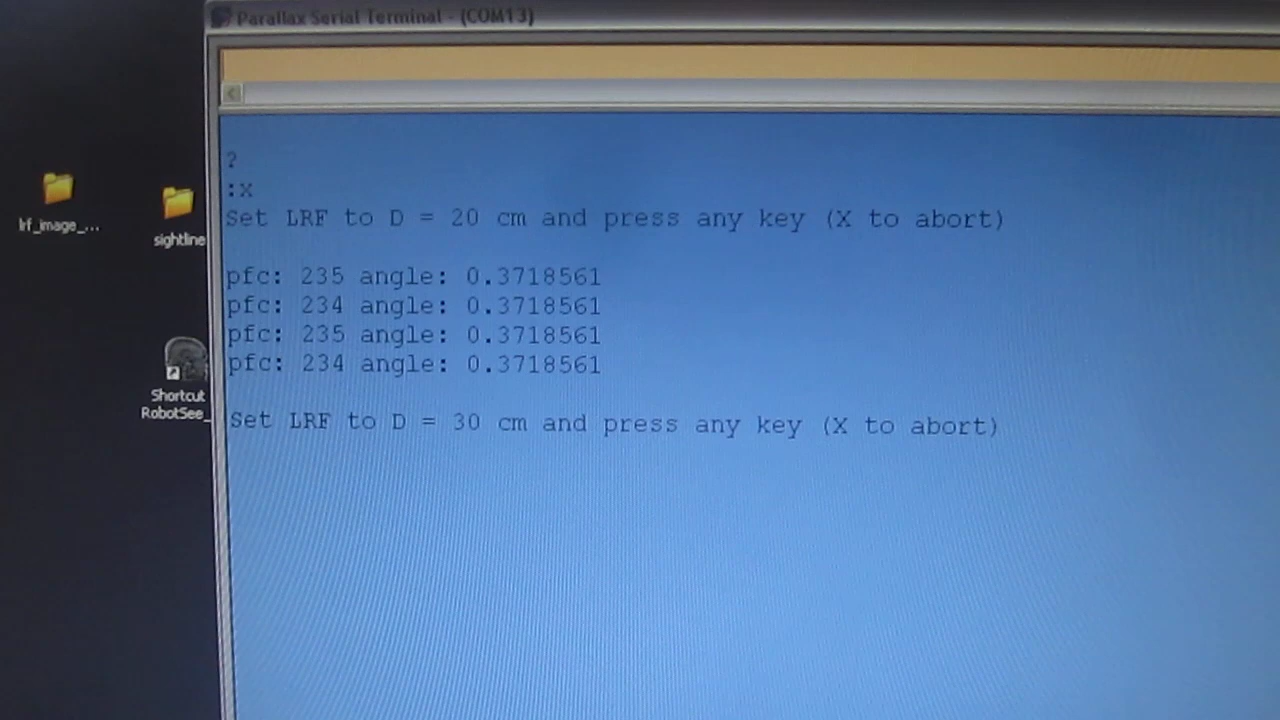 Parallax Serial Terminal - (COM13)
?
:x
Set LRF to D = 20 cm and press any key (X to abort)
pfc: 235 angle: 0.3718561
pfc: 234 angle: 0.3718561
pfc: 235 angle: 0.3718561
pfc: 234 angle: 0.3718561
Set LRF to D = 30 cm and press any key (X to abort)
lrf_image_...
sightline
Shortcut
RobotSee_